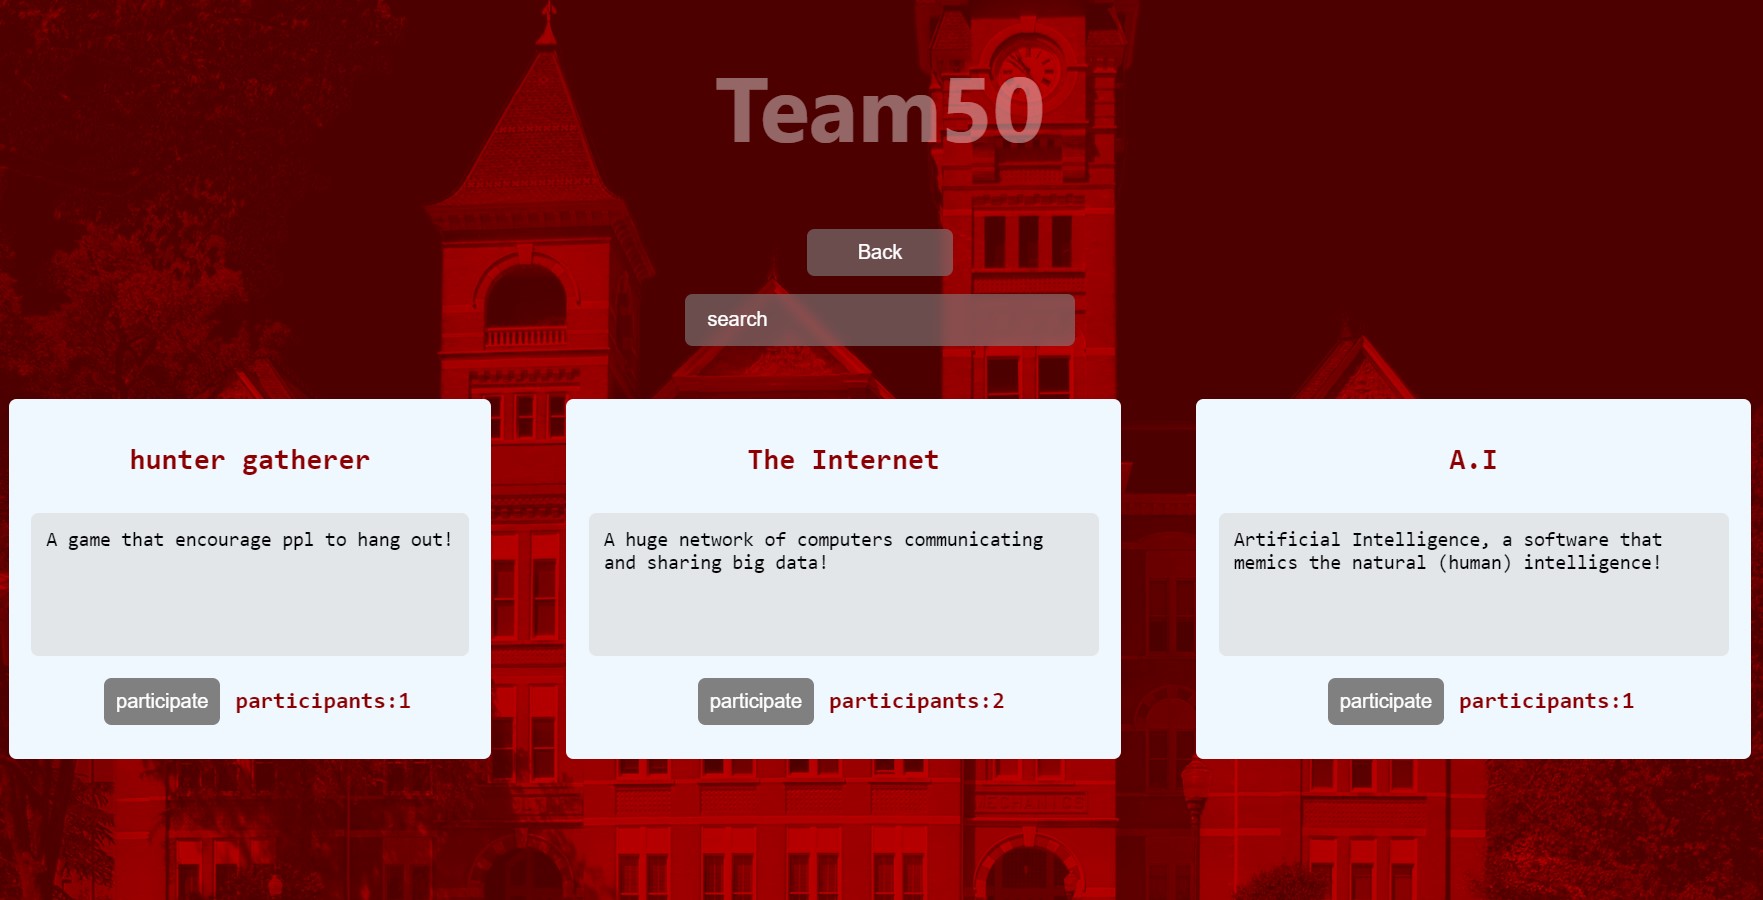 Team50
Back
search
hunter gatherer
A game that encourage ppl to hang out!
participate participants:1
The Internet
A huge network of computers communicating
and sharing big data!
participate participants:2
A.I
Artificial Intelligence, a software that
memics the natural (human) intelligence!
participate participants:1